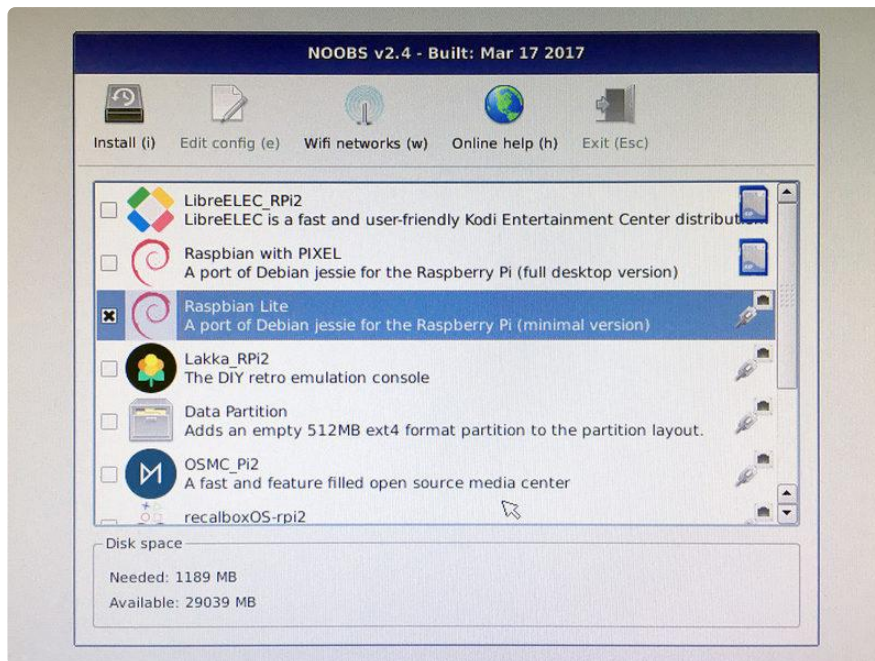 NOOBS v2.4 - Built: Mar 17 2017
Install (i) Edit config (e) Wifi networks (w) Online help (h) Exit (Esc)
LibreELEC_RPi2
LibreELEC is a fast and user-friendly Kodi Entertainment Center distribut...
Raspbian with PIXEL
A port of Debian jessie for the Raspberry Pi (full desktop version)
Raspbian Lite
A port of Debian jessie for the Raspberry Pi (minimal version)
Lakka_RPi2
The DIY retro emulation console
Data Partition
Adds an empty 512MB ext4 format partition to the partition layout.
OSMC_Pi2
A fast and feature filled open source media center
recalboxOS-rpi2
Disk space
Needed: 1189 MB
Available: 29039 MB